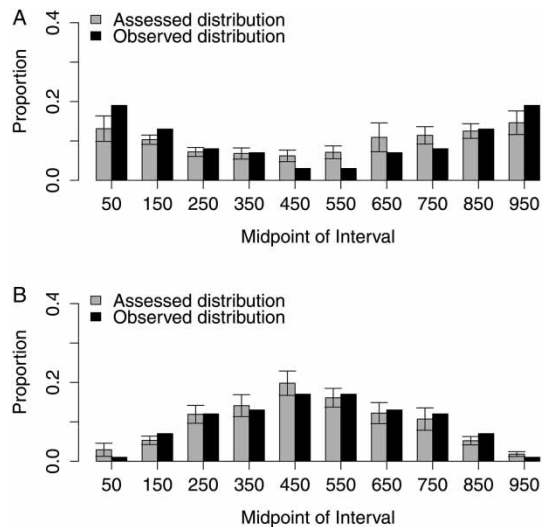 A
Assessed distribution
Observed distribution
Proportion
0.0 0.2 0.4
50 150 250 350 450 550 650 750 850 950
Midpoint of Interval
B
Assessed distribution
Observed distribution
Proportion
0.0 0.2 0.4
50 150 250 350 450 550 650 750 850 950
Midpoint of Interval